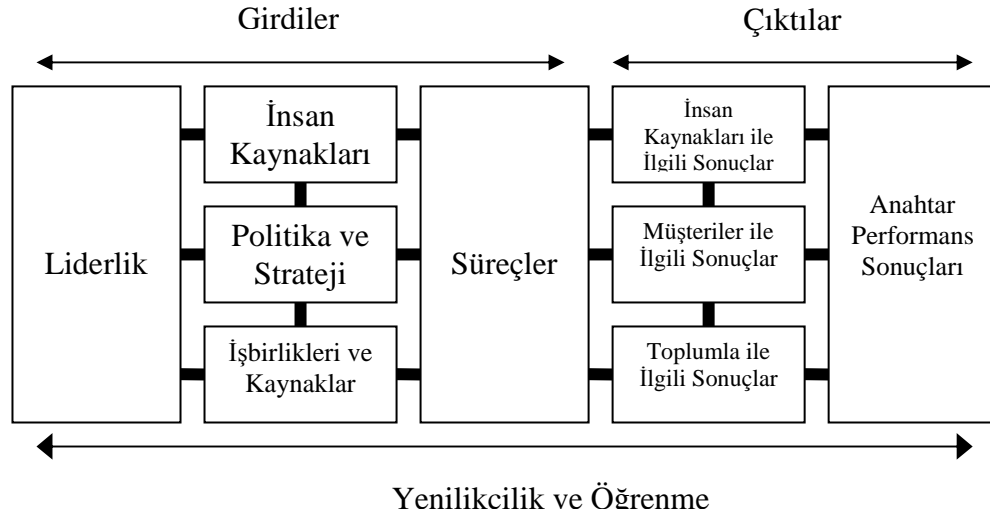 Girdiler
Çıktılar
Liderlik
İnsan
Kaynakları
Politika ve
Strateji
İşbirlikleri ve
Kaynaklar
Süreçler
İnsan
Kaynakları ile
İlgili Sonuçlar
Müşteriler ile
İlgili Sonuçlar
Toplumla ile
İlgili Sonuçlar
Anahtar
Performans
Sonuçları
Yenilikcilik ve Öğrenme